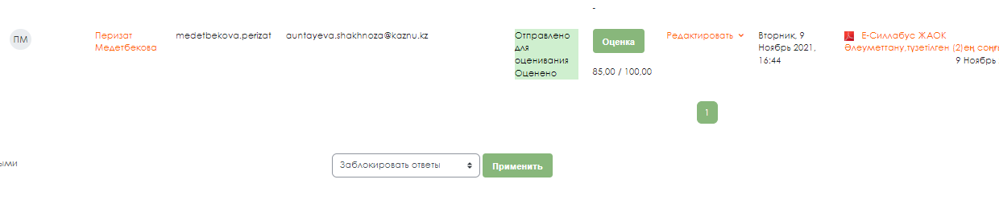 -
ПМ
Перизат
Медетбекова
medetbekova.perizat
auntayeva.shakhnoza@kaznu.kz
Отправлено
для
оценивания
Оценено
Оценка
85,00 / 100,00
Редактировать
Вторник, 9
Ноябрь 2021,
16:44
Е-Силлабус ЖАОК
Әлеуметтану,түзетілген (2)ең соңғы
9 Ноябрь
1
ыми
Заблокировать ответы
Применить